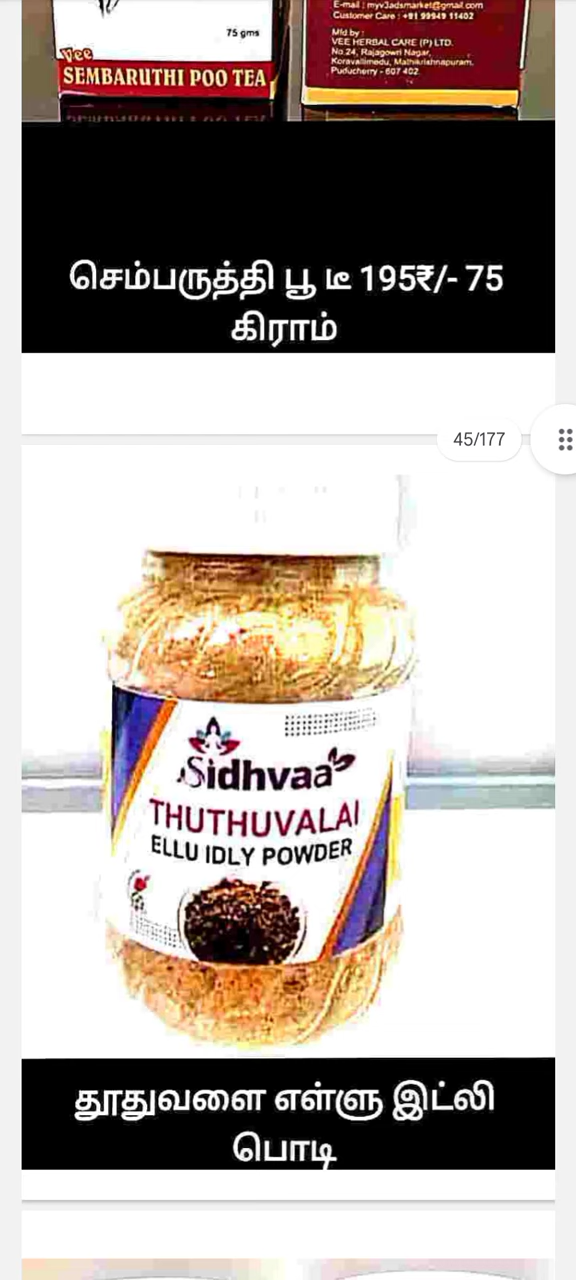 E-mail : myv3adsmarket@gmail.com
Customer Care : +91 99949 11402
75 gms
Mfd by :
VEE HERBAL CARE (P) LTD.
No.24, Rajagowri Nagar,
Koravallimedu, Mathikrishnapuram,
Puducherry - 607 402.
Vee
SEMBARUTHI POO TEA
செம்பருத்தி பூ டீ 195₹/- 75
கிராம்
45/177
Sidhvaa
THUTHUVALAI
ELLU IDLY POWDER
தூதுவளை எள்ளு இட்லி
பொடி